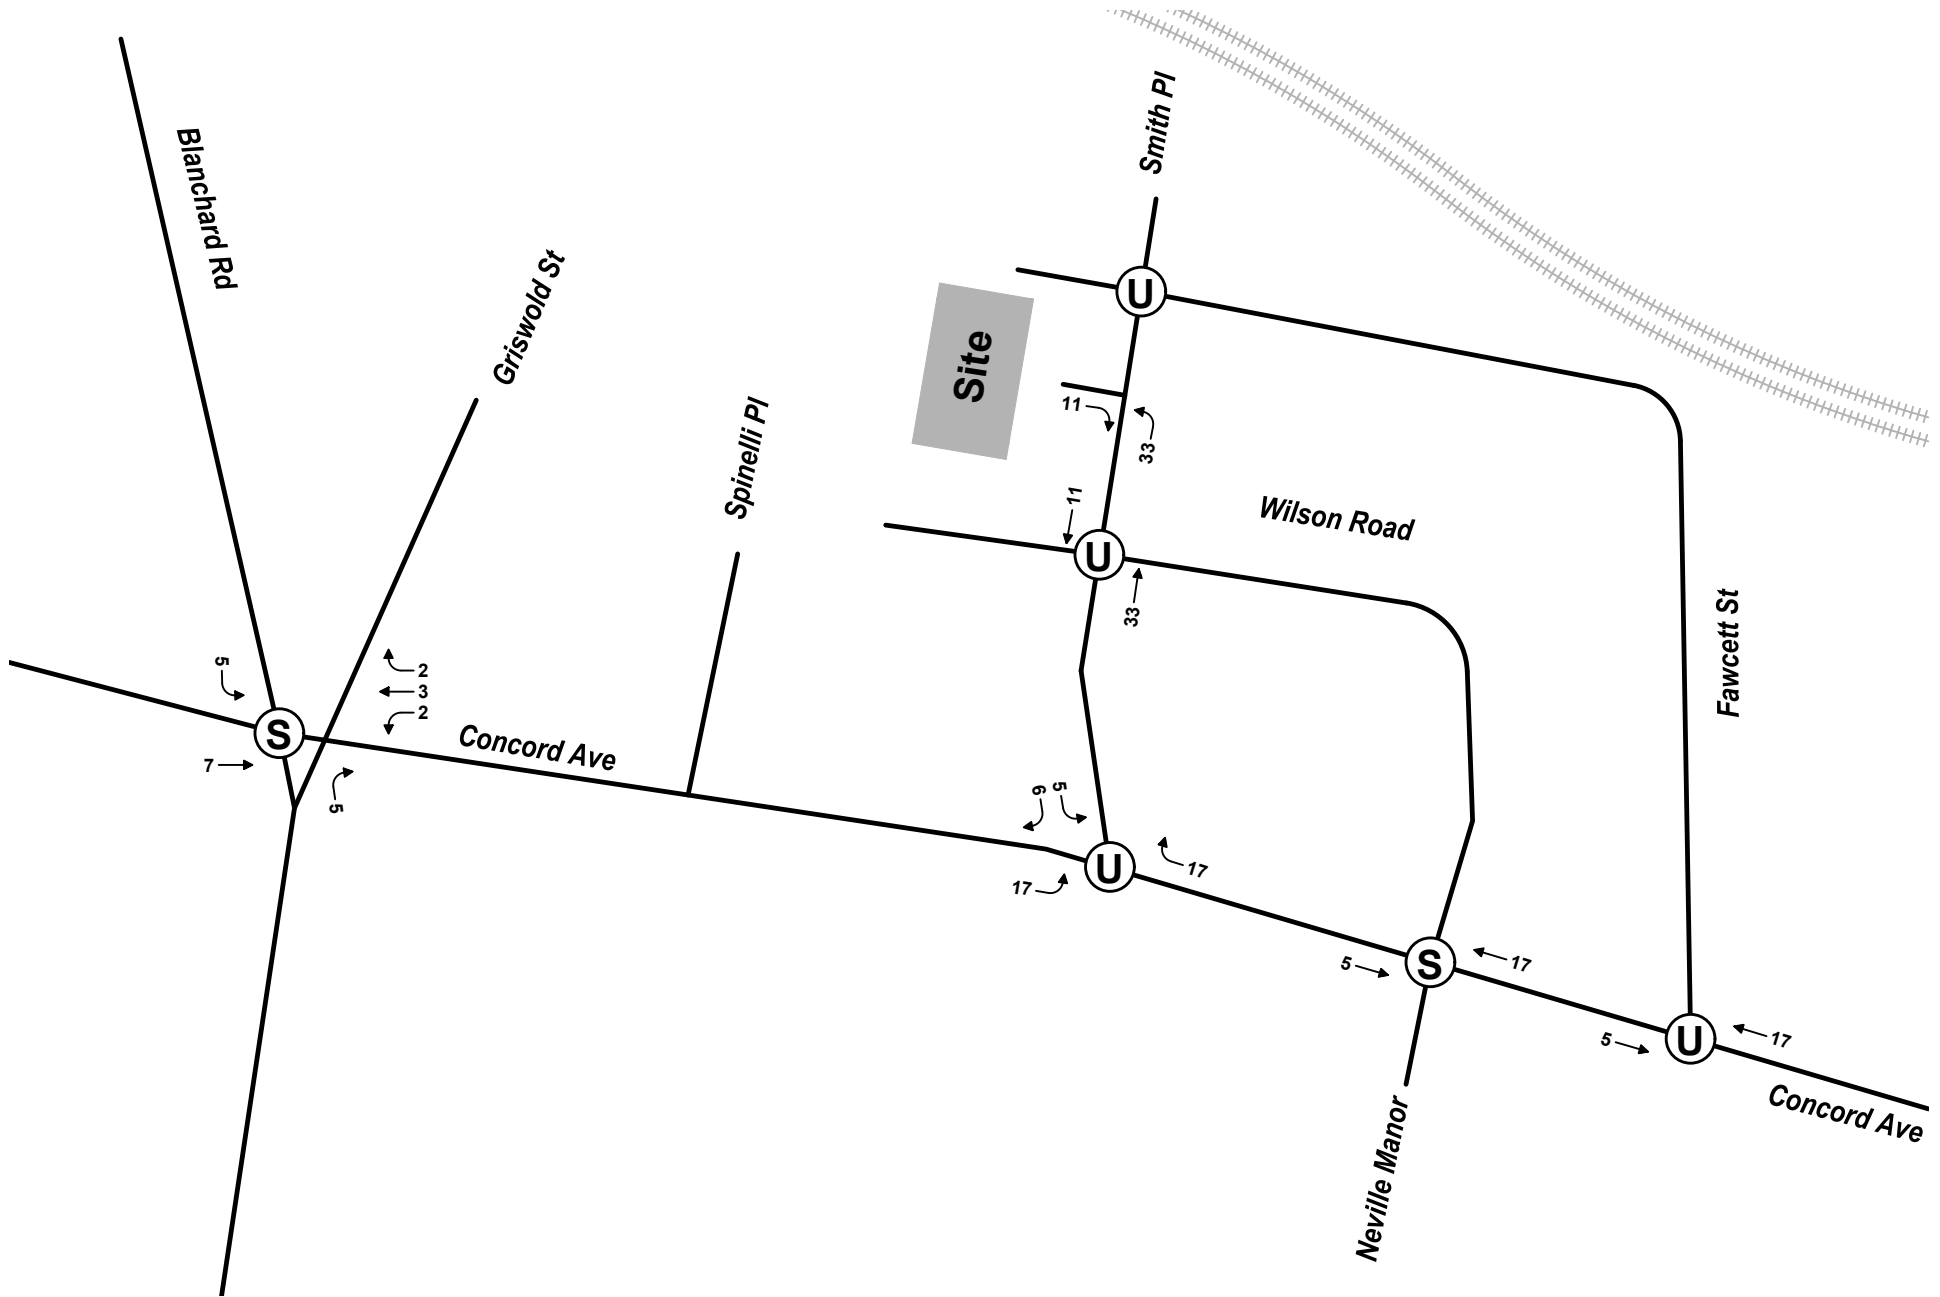 Smith Pl
Blanchard Rd
Griswold St
U
Site
Spinelli Pl
11
33
11
Wilson Road
U
33
Fawcett St
5
2
3
2
S
7
Concord Ave
5
6
5
17
U
17
5
S
17
5
U
17
Concord Ave
Neville Manor